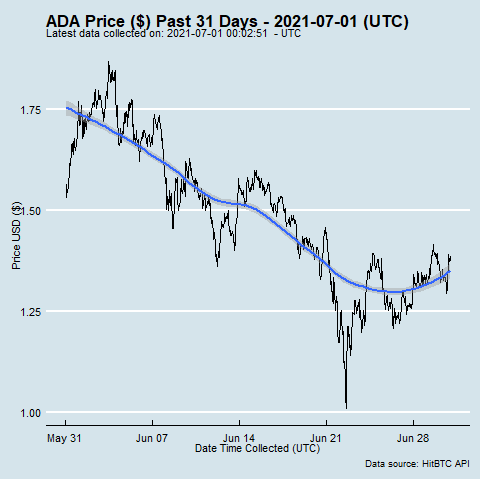 ADA Price ($) Past 31 Days - 2021-07-01 (UTC)
Latest data collected on: 2021-07-01 00:02:51 - UTC
Price USD ($)
1.75
1.50
1.25
1.00
May 31 Jun 07 Jun 14 Jun 21 Jun 28
Date Time Collected (UTC)
Data source: HitBTC API